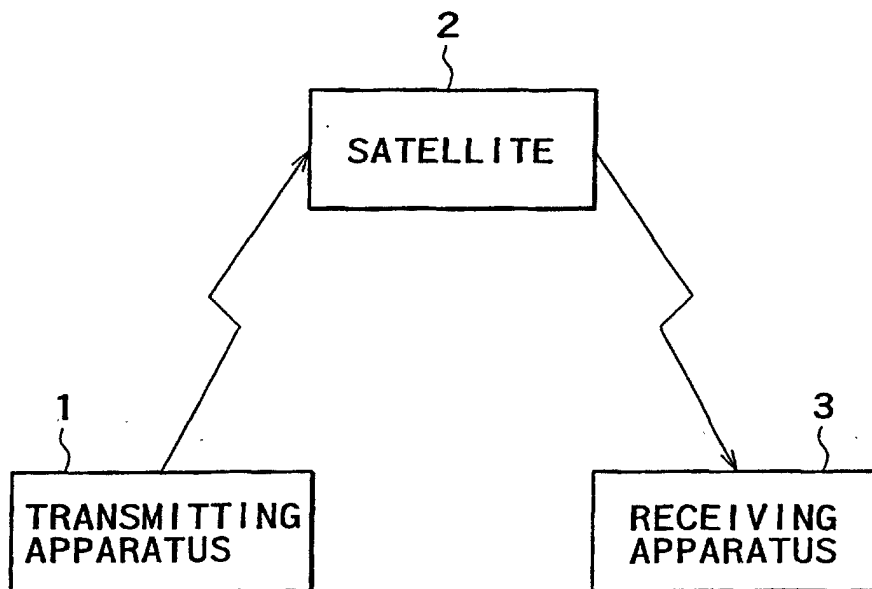 2
SATELLITE
1
3
TRANSMITTING
APPARATUS
RECEIVING
APPARATUS